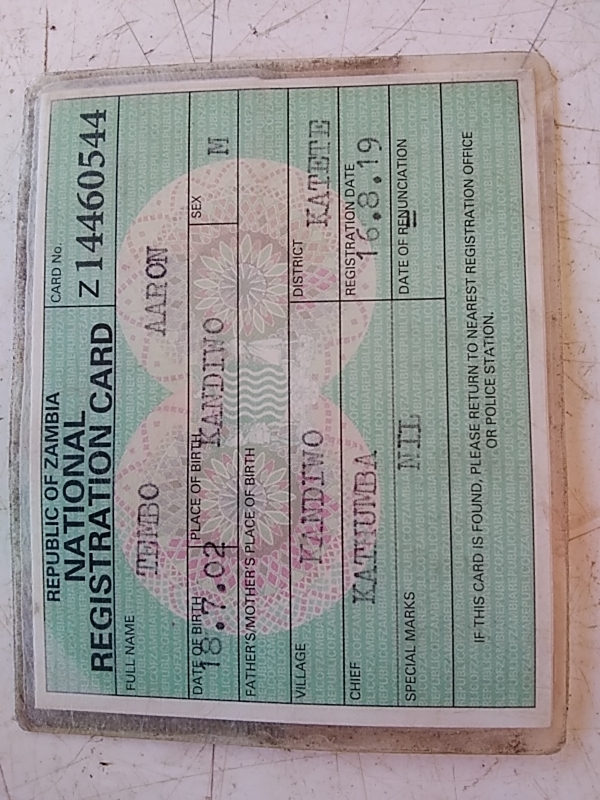 REPUBLIC OF ZAMBIA
NATIONAL
REGISTRATION CARD
CARD No.
Z 14460544
FULL NAME
TEMBO AARON
DATE OF BIRTH PLACE OF BIRTH SEX
18.7.02 KANDIWO M
FATHER'S/MOTHER'S PLACE OF BIRTH
VILLAGE KANDIWO DISTRICT KATETE
CHIEF KATHUMBA REGISTRATION DATE 16.8.19
SPECIAL MARKS NIL DATE OF RENUNCIATION
IF THIS CARD IS FOUND, PLEASE RETURN TO NEAREST REGISTRATION OFFICE
OR POLICE STATION.